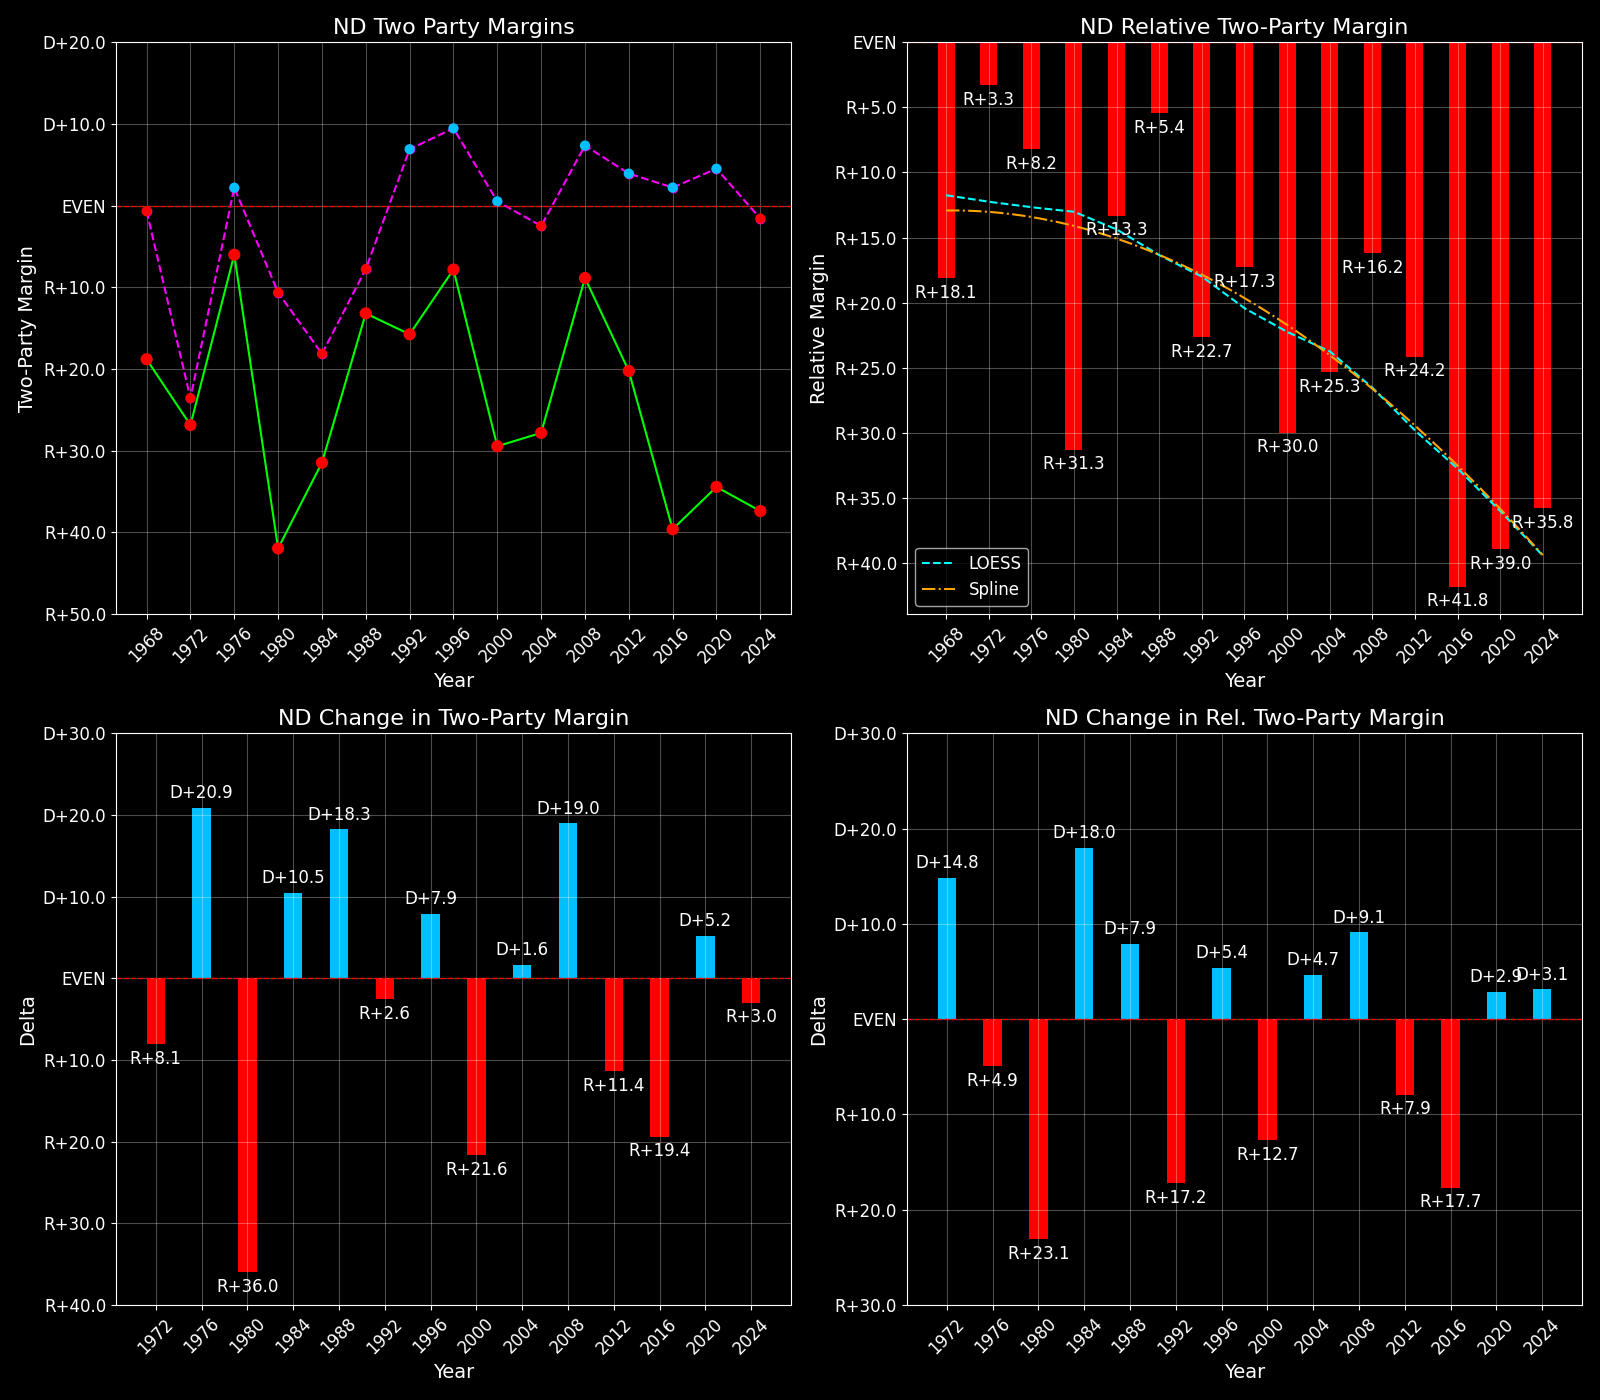 ND Two Party Margins
D+20.0
D+10.0
EVEN
R+10.0
R+20.0
R+30.0
R+40.0
R+50.0
Two-Party Margin
1968 1972 1976 1980 1984 1988 1992 1996 2000 2004 2008 2012 2016 2020 2024
Year
ND Relative Two-Party Margin
EVEN
R+5.0
R+10.0
R+15.0
R+20.0
R+25.0
R+30.0
R+35.0
R+40.0
Relative Margin
R+18.1
R+3.3
R+8.2
R+31.3
R+13.3
R+5.4
R+22.7
R+17.3
R+30.0
R+25.3
R+16.2
R+24.2
R+41.8
R+39.0
R+35.8
LOESS
Spline
1968 1972 1976 1980 1984 1988 1992 1996 2000 2004 2008 2012 2016 2020 2024
Year
ND Change in Two-Party Margin
D+30.0
D+20.0
D+10.0
EVEN
R+10.0
R+20.0
R+30.0
R+40.0
Delta
R+8.1
D+20.9
R+36.0
D+10.5
D+18.3
R+2.6
D+7.9
R+21.6
D+1.6
D+19.0
R+11.4
R+19.4
D+5.2
R+3.0
1972 1976 1980 1984 1988 1992 1996 2000 2004 2008 2012 2016 2020 2024
Year
ND Change in Rel. Two-Party Margin
D+30.0
D+20.0
D+10.0
EVEN
R+10.0
R+20.0
R+30.0
Delta
D+14.8
R+4.9
R+23.1
D+18.0
D+7.9
R+17.2
D+5.4
R+12.7
D+4.7
D+9.1
R+7.9
R+17.7
D+2.9
D+3.1
1972 1976 1980 1984 1988 1992 1996 2000 2004 2008 2012 2016 2020 2024
Year